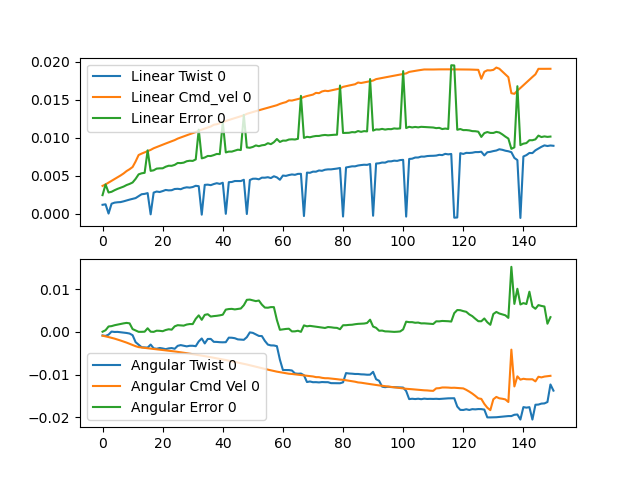 0.020
0.015
0.010
0.005
0.000
Linear Twist 0
Linear Cmd_vel 0
Linear Error 0
0 20 40 60 80 100 120 140
0.01
0.00
−0.01
−0.02
Angular Twist 0
Angular Cmd Vel 0
Angular Error 0
0 20 40 60 80 100 120 140